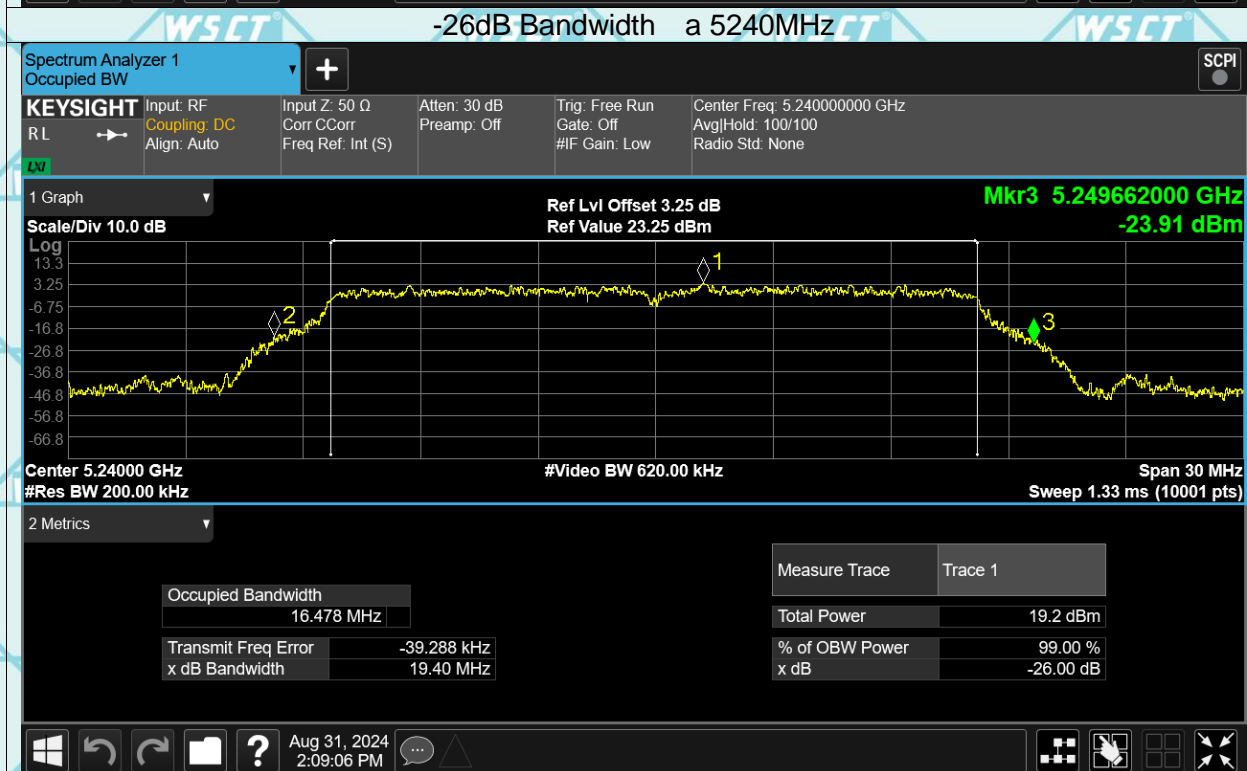 WSCT® WSCT® WSCT® WSCT®
-26dB Bandwidth a 5240MHz
Spectrum Analyzer 1
Occupied BW
SCPI
KEYSIGHT
R L
LXI
Input: RF
Coupling: DC
Align: Auto
Input Z: 50 Ω
Corr CCorr
Freq Ref: Int (S)
Atten: 30 dB
Preamp: Off
Trig: Free Run
Gate: Off
#IF Gain: Low
Center Freq: 5.240000000 GHz
Avg|Hold: 100/100
Radio Std: None
1 Graph
Scale/Div 10.0 dB
Ref Lvl Offset 3.25 dB
Ref Value 23.25 dBm
Mkr3 5.249662000 GHz
-23.91 dBm
Log
13.3
3.25
-6.75
-16.8
-26.8
-36.8
-46.8
-56.8
-66.8
1
2
3
Center 5.24000 GHz
#Res BW 200.00 kHz
#Video BW 620.00 kHz
Span 30 MHz
Sweep 1.33 ms (10001 pts)
2 Metrics
Occupied Bandwidth
16.478 MHz
Transmit Freq Error -39.288 kHz
x dB Bandwidth 19.40 MHz
Measure Trace Trace 1
Total Power 19.2 dBm
% of OBW Power 99.00 %
x dB -26.00 dB
?
Aug 31, 2024
2:09:06 PM